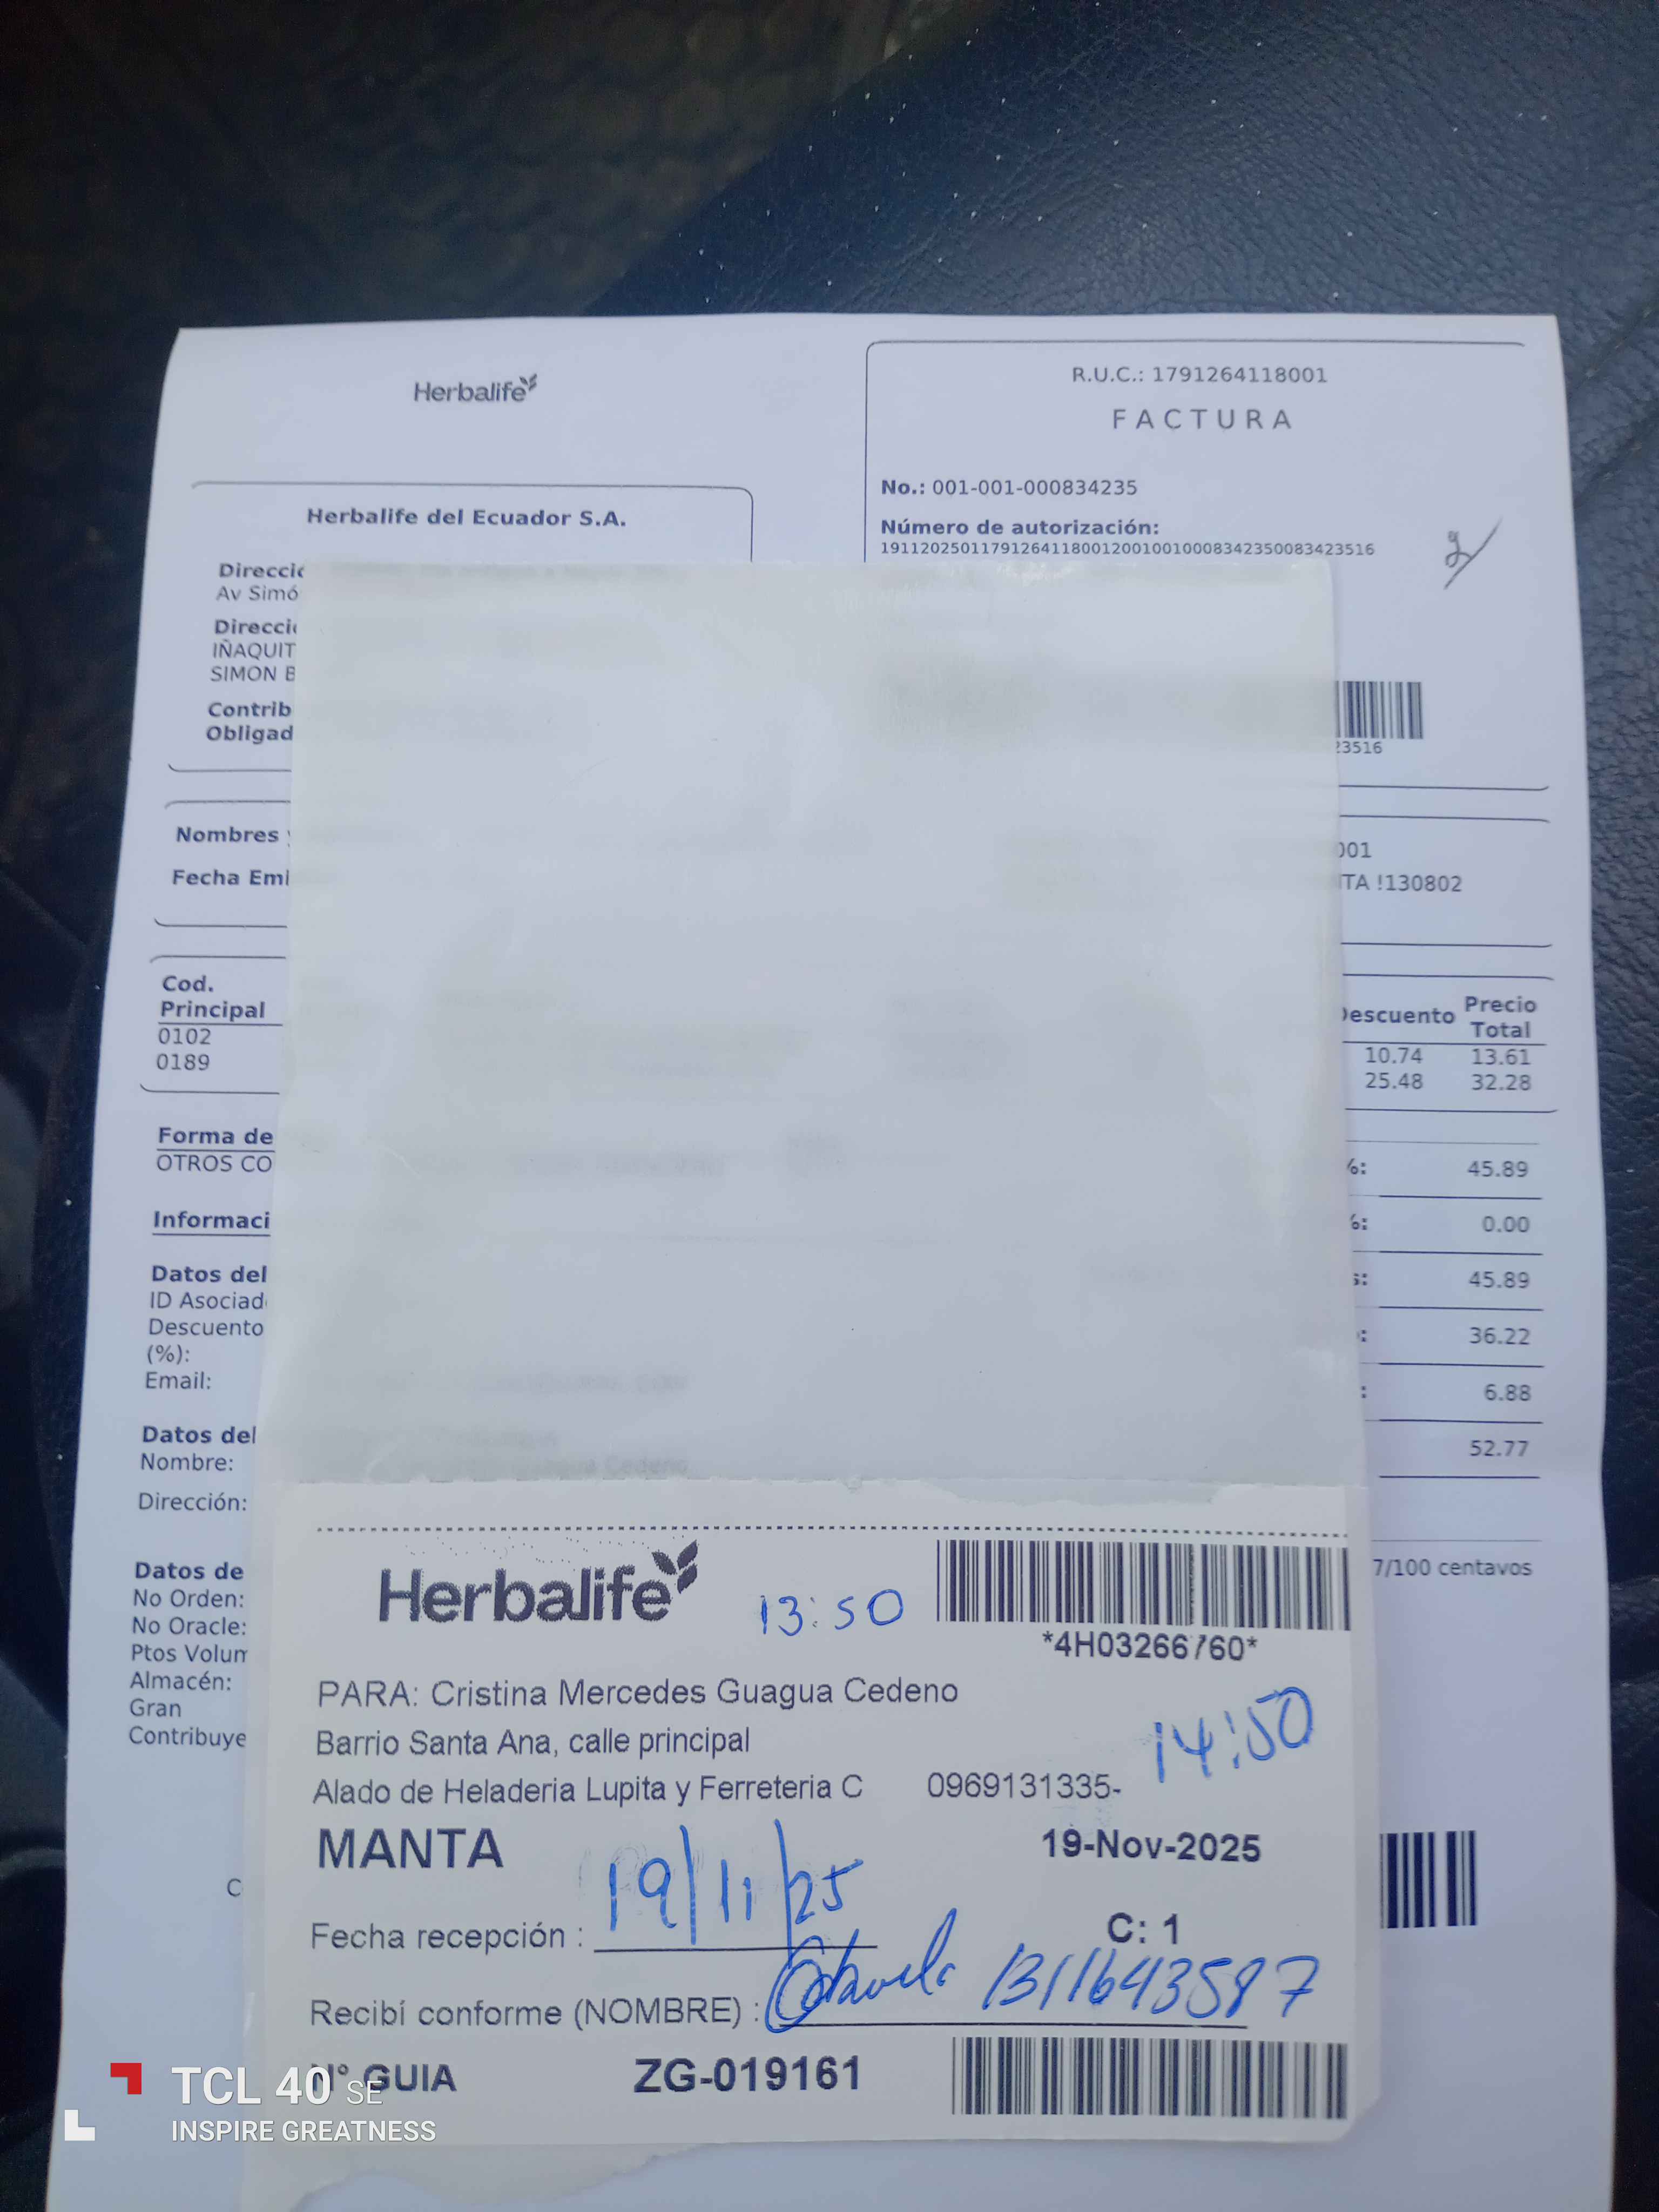 Herbalife
R.U.C.: 1791264118001
FACTURA
No.: 001-001-000834235
Número de autorización:
1911202501179126411800120010010008342350083423516
Herbalife del Ecuador S.A.
Direcci
Av Simó
Direcci
IÑAQUIT
SIMON B
Contrib
Obligad
23516
Nombres
Fecha Emi
001
TA !130802
Cod.
Principal
Descuento
Precio
Total
0102 10.74 13.61
0189 25.48 32.28
Forma de
OTROS CO
%: 45.89
%: 0.00
s: 45.89
: 36.22
: 6.88
52.77
Informaci
Datos del
ID Asociad
Descuento
(%):
Email:
Datos del
Nombre:
Dirección:
7/100 centavos
Datos de
No Orden:
No Oracle:
Ptos Volum
Almacén:
Gran
Contribuye
C
Herbalife
13:50
*4H03266760*
PARA: Cristina Mercedes Guagua Cedeno
Barrio Santa Ana, calle principal
14:50
Alado de Heladeria Lupita y Ferreteria C 0969131335-
MANTA 19-Nov-2025
Fecha recepción : 19/11/25
C: 1
Recibí conforme (NOMBRE) : 1311643587
N° GUIA ZG-019161
TCL 40 SE
INSPIRE GREATNESS